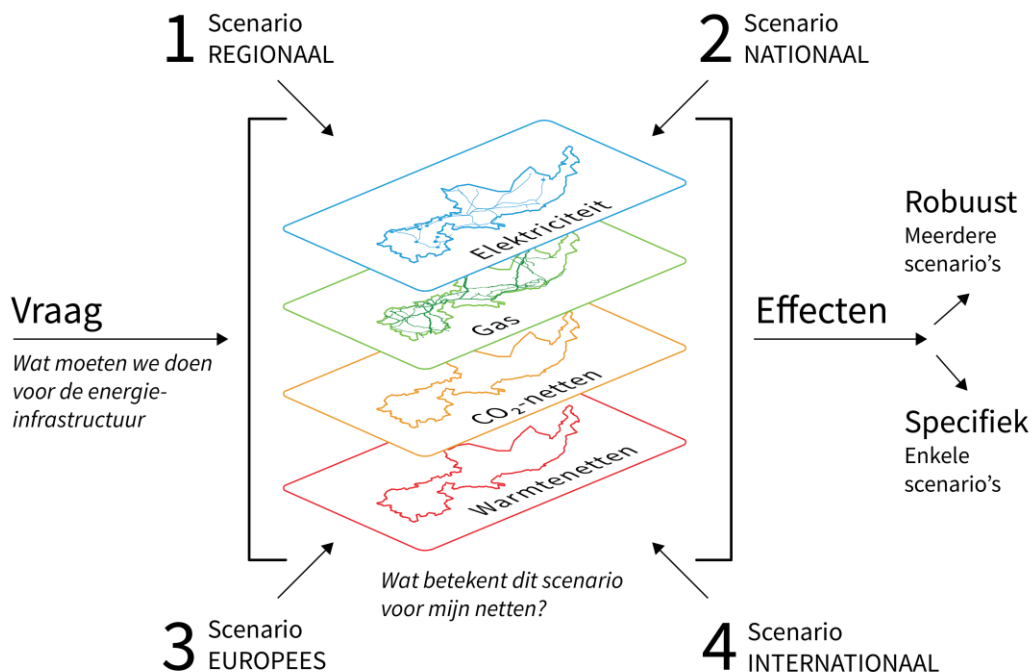 1 Scenario
REGIONAAL
2 Scenario
NATIONAAL
Elektriciteit
Gas
CO₂-netten
Warmtenetten
Vraag
Wat moeten we doen
voor de energie-
infrastructuur
Effecten
Robuust
Meerdere
scenario's
Specifiek
Enkele
scenario's
Wat betekent dit scenario
voor mijn netten?
3 Scenario
EUROPEES
4 Scenario
INTERNATIONAAL